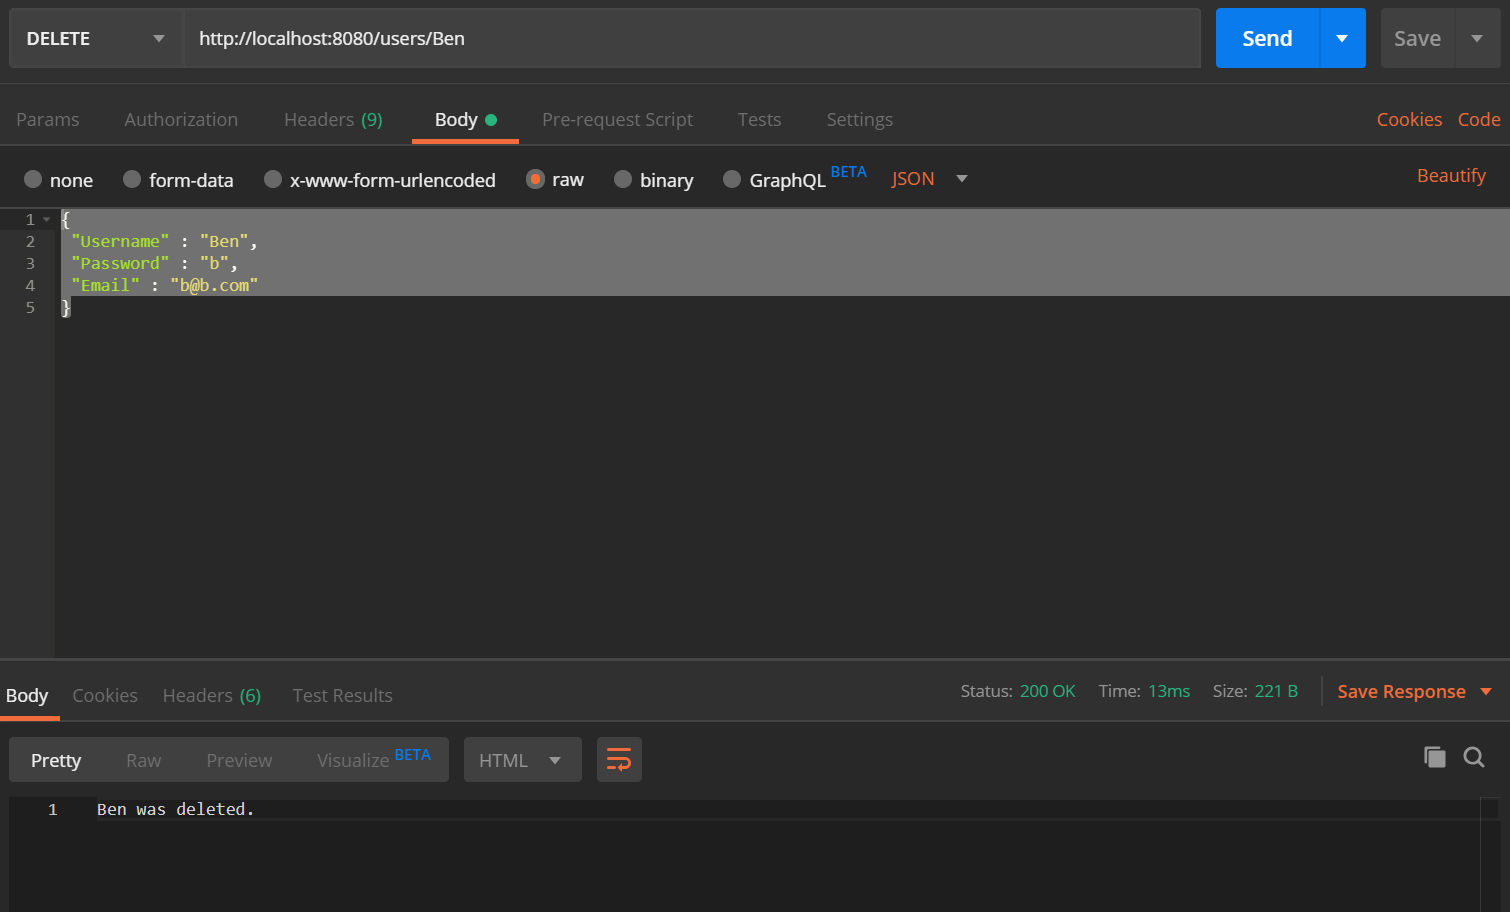 DELETE http://localhost:8080/users/Ben Send Save
Params Authorization Headers (9) Body Pre-request Script Tests Settings Cookies Code
none form-data x-www-form-urlencoded raw binary GraphQL BETA JSON Beautify
1 {
2 "Username" : "Ben",
3 "Password" : "b",
4 "Email" : "b@b.com"
5 }
Body Cookies Headers (6) Test Results Status: 200 OK Time: 13ms Size: 221 B Save Response
Pretty Raw Preview Visualize BETA HTML
1 Ben was deleted.